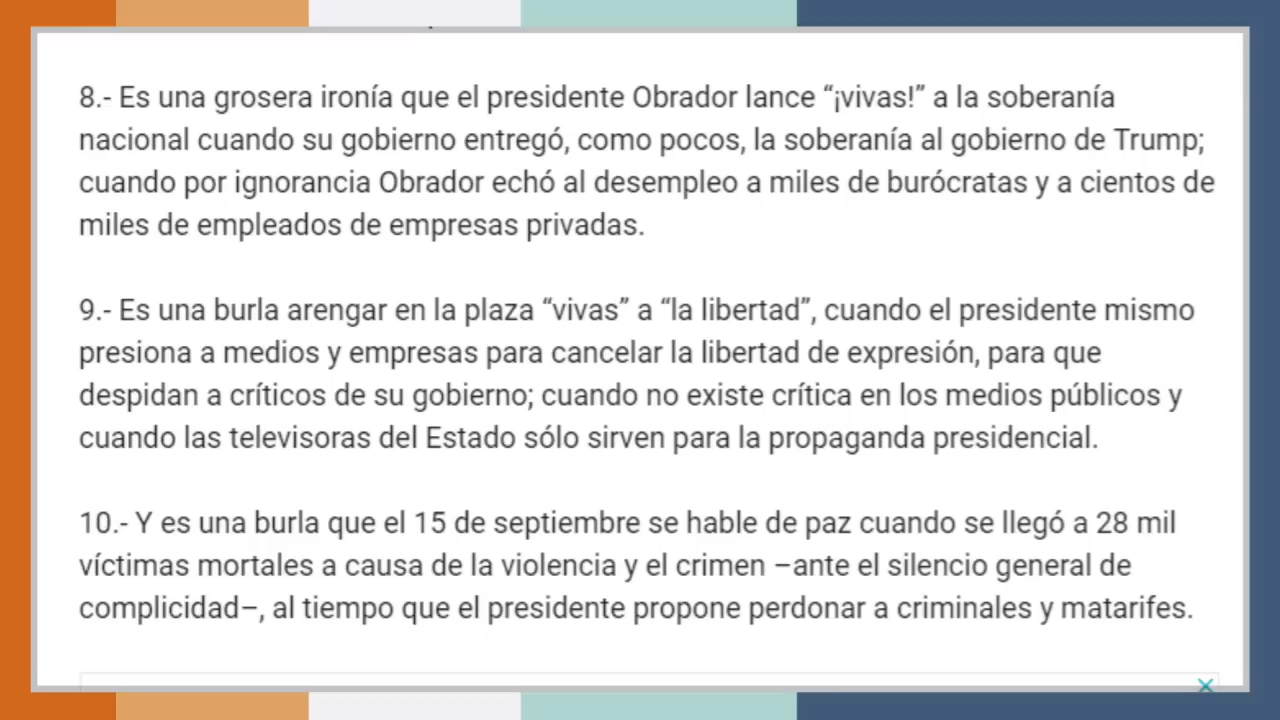 8.- Es una grosera ironía que el presidente Obrador lance “¡vivas!” a la soberanía
nacional cuando su gobierno entregó, como pocos, la soberanía al gobierno de Trump;
cuando por ignorancia Obrador echó al desempleo a miles de burócratas y a cientos de
miles de empleados de empresas privadas.
9.- Es una burla arengar en la plaza “vivas” a “la libertad”, cuando el presidente mismo
presiona a medios y empresas para cancelar la libertad de expresión, para que
despidan a críticos de su gobierno; cuando no existe crítica en los medios públicos y
cuando las televisoras del Estado sólo sirven para la propaganda presidencial.
10.- Y es una burla que el 15 de septiembre se hable de paz cuando se llegó a 28 mil
víctimas mortales a causa de la violencia y el crimen –ante el silencio general de
complicidad–, al tiempo que el presidente propone perdonar a criminales y matarifes.